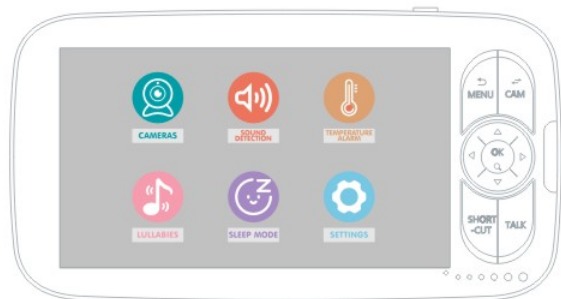 CAMERAS
SOUND
DETECTION
TEMPERATURE
ALARM
LULLABIES
SLEEP MODE
Z
SETTINGS
MENU
CAM
OK
SHORT
-CUT
TALK